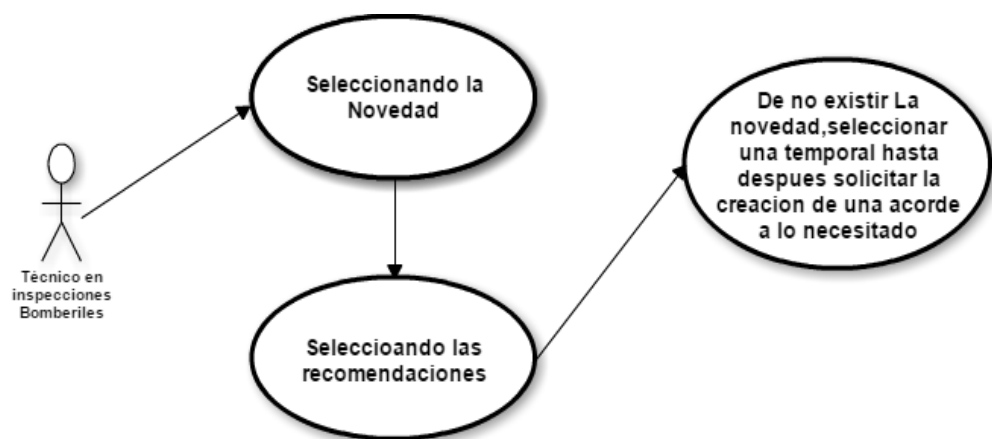 Seleccionando la
Novedad
De no existir La
novedad,seleccionar
una temporal hasta
despues solicitar la
creacion de una acorde
a lo necesitado
Técnico en
inspecciones
Bomberiles
Seleccioando las
recomendaciones